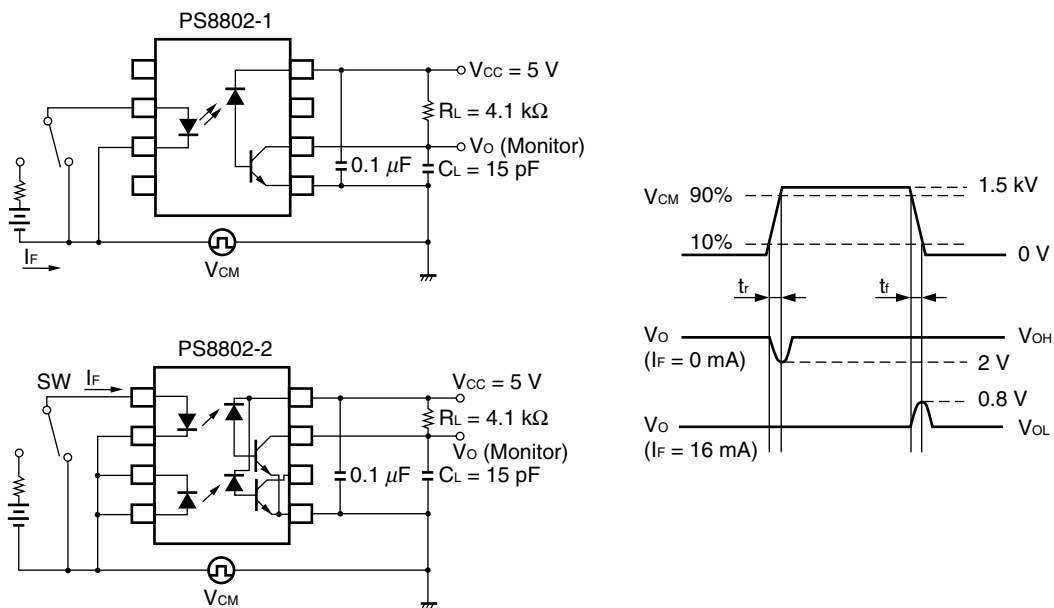 PS8802-1
VCC = 5 V
RL = 4.1 kΩ
VO (Monitor)
0.1 μF
CL = 15 pF
IF
VCM
PS8802-2
SW
IF
VCC = 5 V
RL = 4.1 kΩ
VO (Monitor)
0.1 μF
CL = 15 pF
VCM
VCM 90%
1.5 kV
10%
0 V
tr
tf
VO
(IF = 0 mA)
VOH
2 V
0.8 V
VO
(IF = 16 mA)
VOL